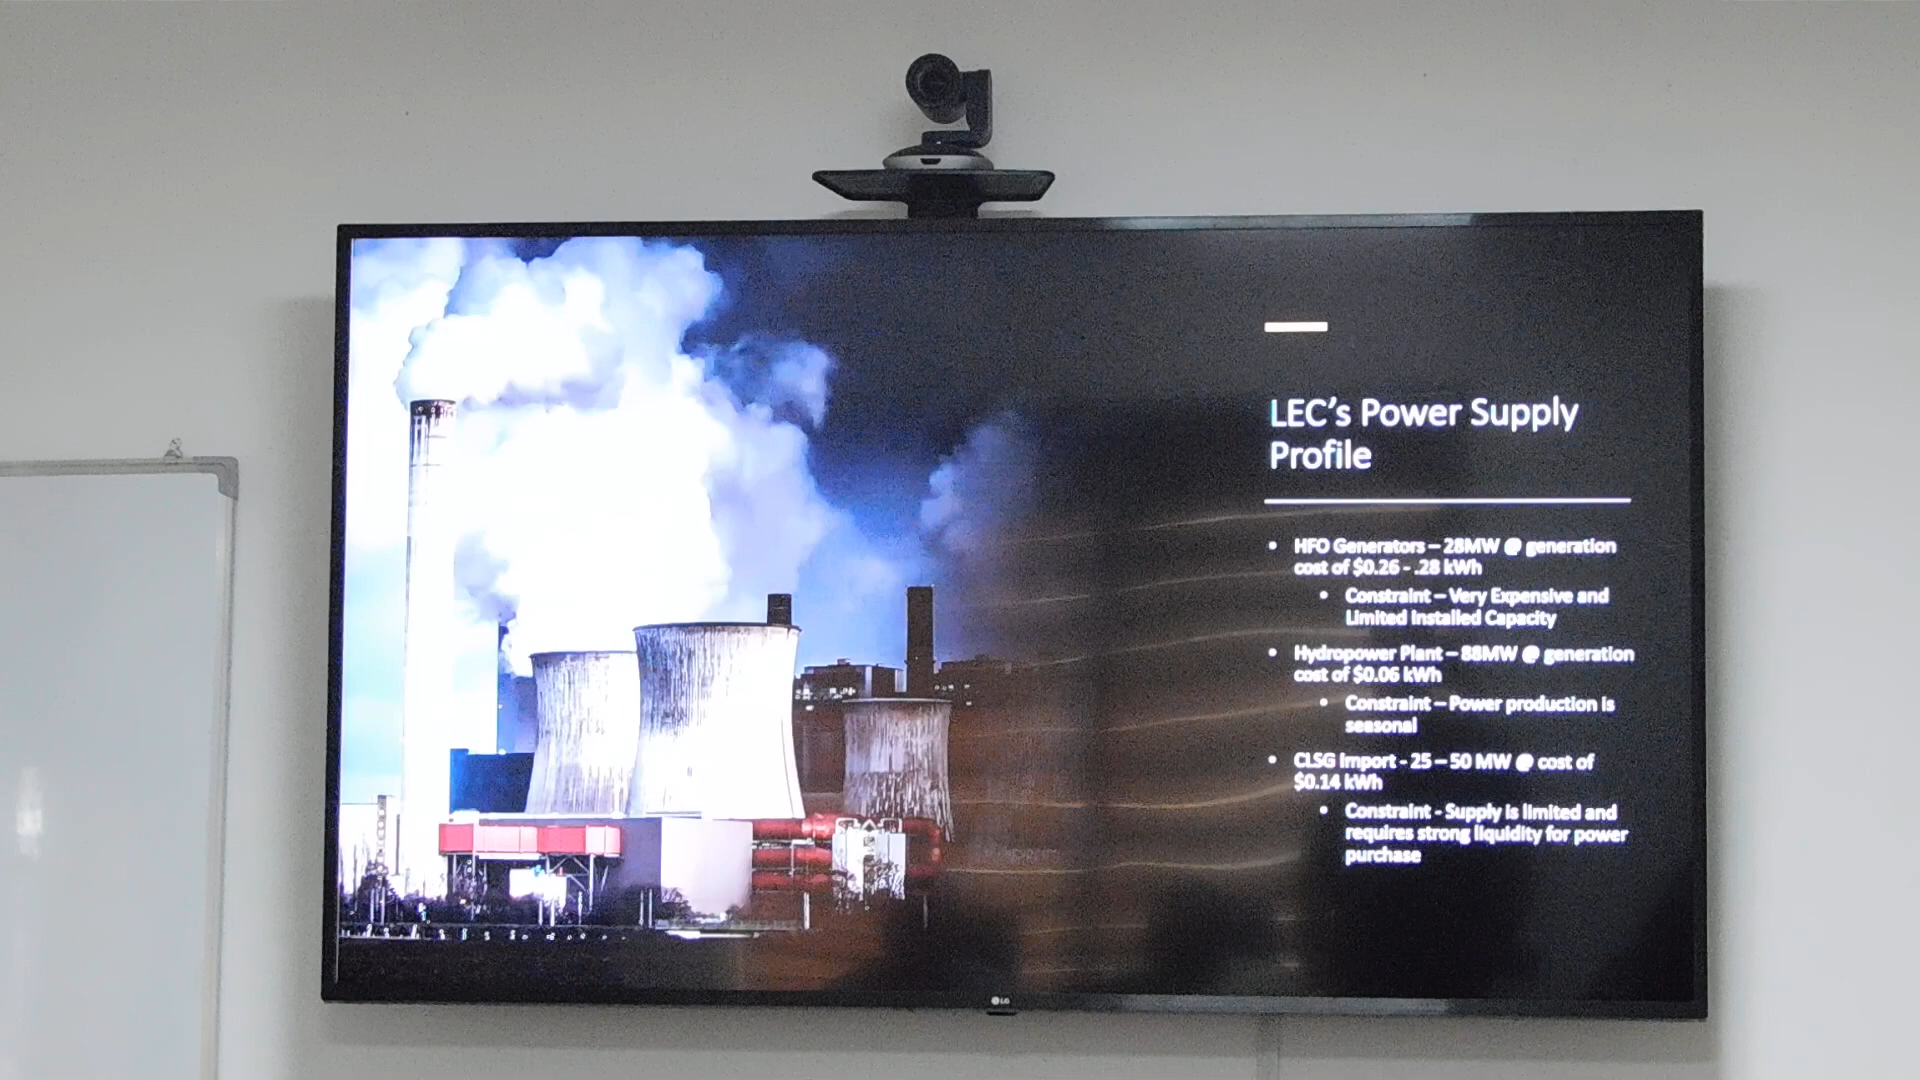 LEC's Power Supply
Profile
• HFO Generators – 28MW @ generation
cost of $0.26 - .28 kWh
• Constraint – Very Expensive and
Limited Installed Capacity
• Hydropower Plant – 88MW @ generation
cost of $0.06 kWh
• Constraint – Power production is
seasonal
• CLSG Import - 25 – 50 MW @ cost of
$0.14 kWh
• Constraint - Supply is limited and
requires strong liquidity for power
purchase
LG